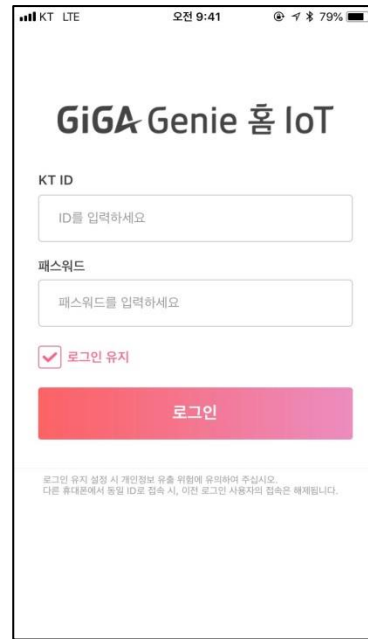 KT LTE 오전 9:41 79%
GiGA Genie 홈 IoT
KT ID
ID를 입력하세요
패스워드
패스워드를 입력하세요
로그인 유지
로그인
로그인 유지 설정 시 개인정보 유출 위험에 유의하여 주십시오.
다른 휴대폰에서 동일 ID로 접속 시, 이전 로그인 사용자의 접속은 해제됩니다.